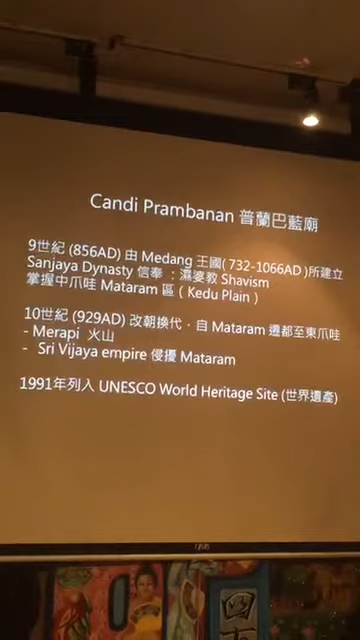 Candi Prambanan 普蘭巴藍廟
9世紀 (856AD) 由 Medang 王國( 732-1066AD )所建立
Sanjaya Dynasty 信奉 ：濕婆教 Shavism
掌握中爪哇 Mataram 區 ( Kedu Plain )
10世紀 (929AD) 改朝換代，自 Mataram 遷都至東爪哇
- Merapi 火山
- Sri Vijaya empire 侵擾 Mataram
1991年列入 UNESCO World Heritage Site (世界遺產)